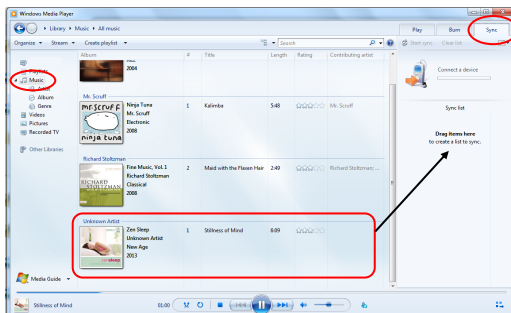 Windows Media Player
Library ▸ Music ▸ All music
Play Burn Sync
Organize Stream Create playlist Search Start sync Clear list
Album # Title Length Rating Contributing artist
2004
Playlists
Music
Artist
Album
Genre
Videos
Pictures
Recorded TV
Other Libraries
Mr. Scruff
MR SCRUFF
ninja tuna
Ninja Tuna 1 Kalimba 5:48 Mr. Scruff
Mr. Scruff
Electronic
2008
Richard Stoltzman
RICHARD
STOLTZMAN
Fine Music, Vol. 1 2 Maid with the Flaxen Hair 2:49 Richard Stoltzman; ...
Richard Stoltzman
Classical
2008
Unknown Artist
Zen Sleep 1 Stillness of Mind 6:09
Unknown Artist
New Age
2013
Connect a device
Sync list
Drag items here
to create a list to sync.
Media Guide
Stillness of Mind 01:00